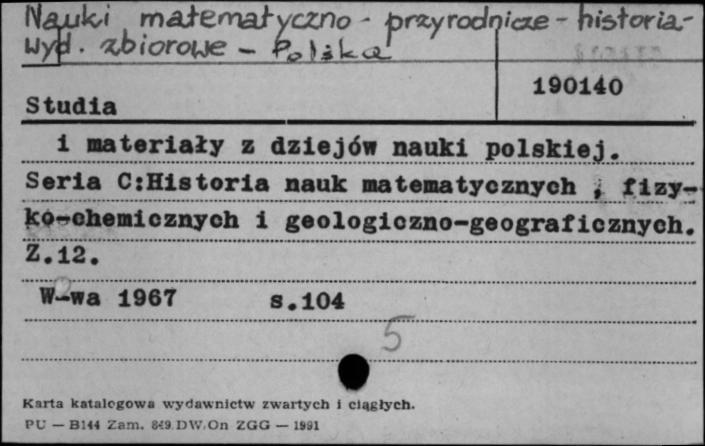 Nauki matematyczno - przyrodnicze - historia -
wyd. zbiorowe - Polska
190140
Studia
i materiały z dziejów nauki polskiej.
Seria C:Historia nauk matematycznych , fizy-
ko-chemicznych i geologiczno-geograficznych.
Z.12.
W-wa 1967 s.104
5
Karta katalogowa wydawnictw zwartych i ciągłych.
PU — B144 Zam. 849 DW.On ZGG — 1991